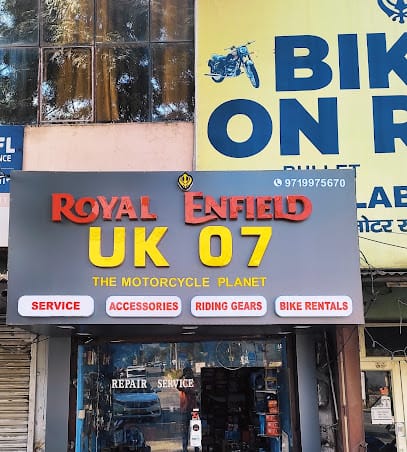 BIK
ON R
BULLET
LAB
मोटर
FL
NCE
9719975670
ROYAL ENFIELD
UK 07
THE MOTORCYCLE PLANET
SERVICE
ACCESSORIES
RIDING GEARS
BIKE RENTALS
REPAIR SERVICE